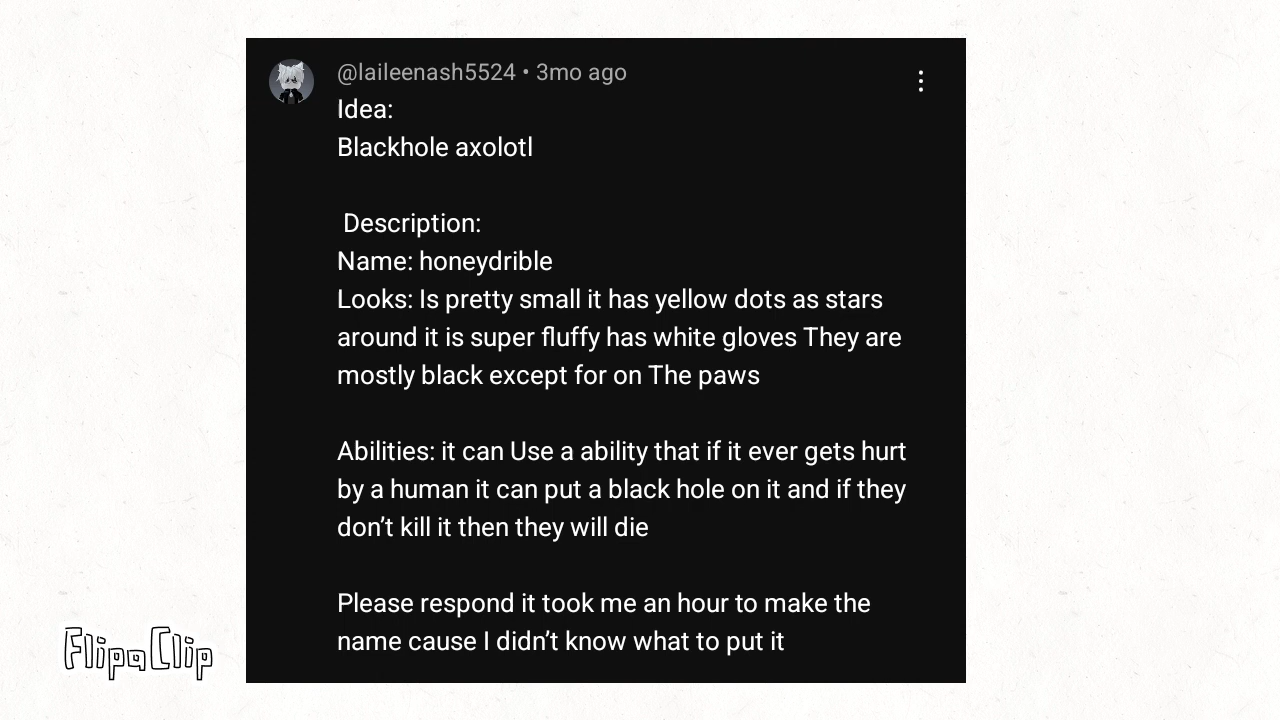 @laileenash5524 • 3mo ago
Idea:
Blackhole axolotl
Description:
Name: honeydrible
Looks: Is pretty small it has yellow dots as stars
around it is super fluffy has white gloves They are
mostly black except for on The paws
Abilities: it can Use a ability that if it ever gets hurt
by a human it can put a black hole on it and if they
don’t kill it then they will die
Please respond it took me an hour to make the
name cause I didn’t know what to put it
FlipaClip